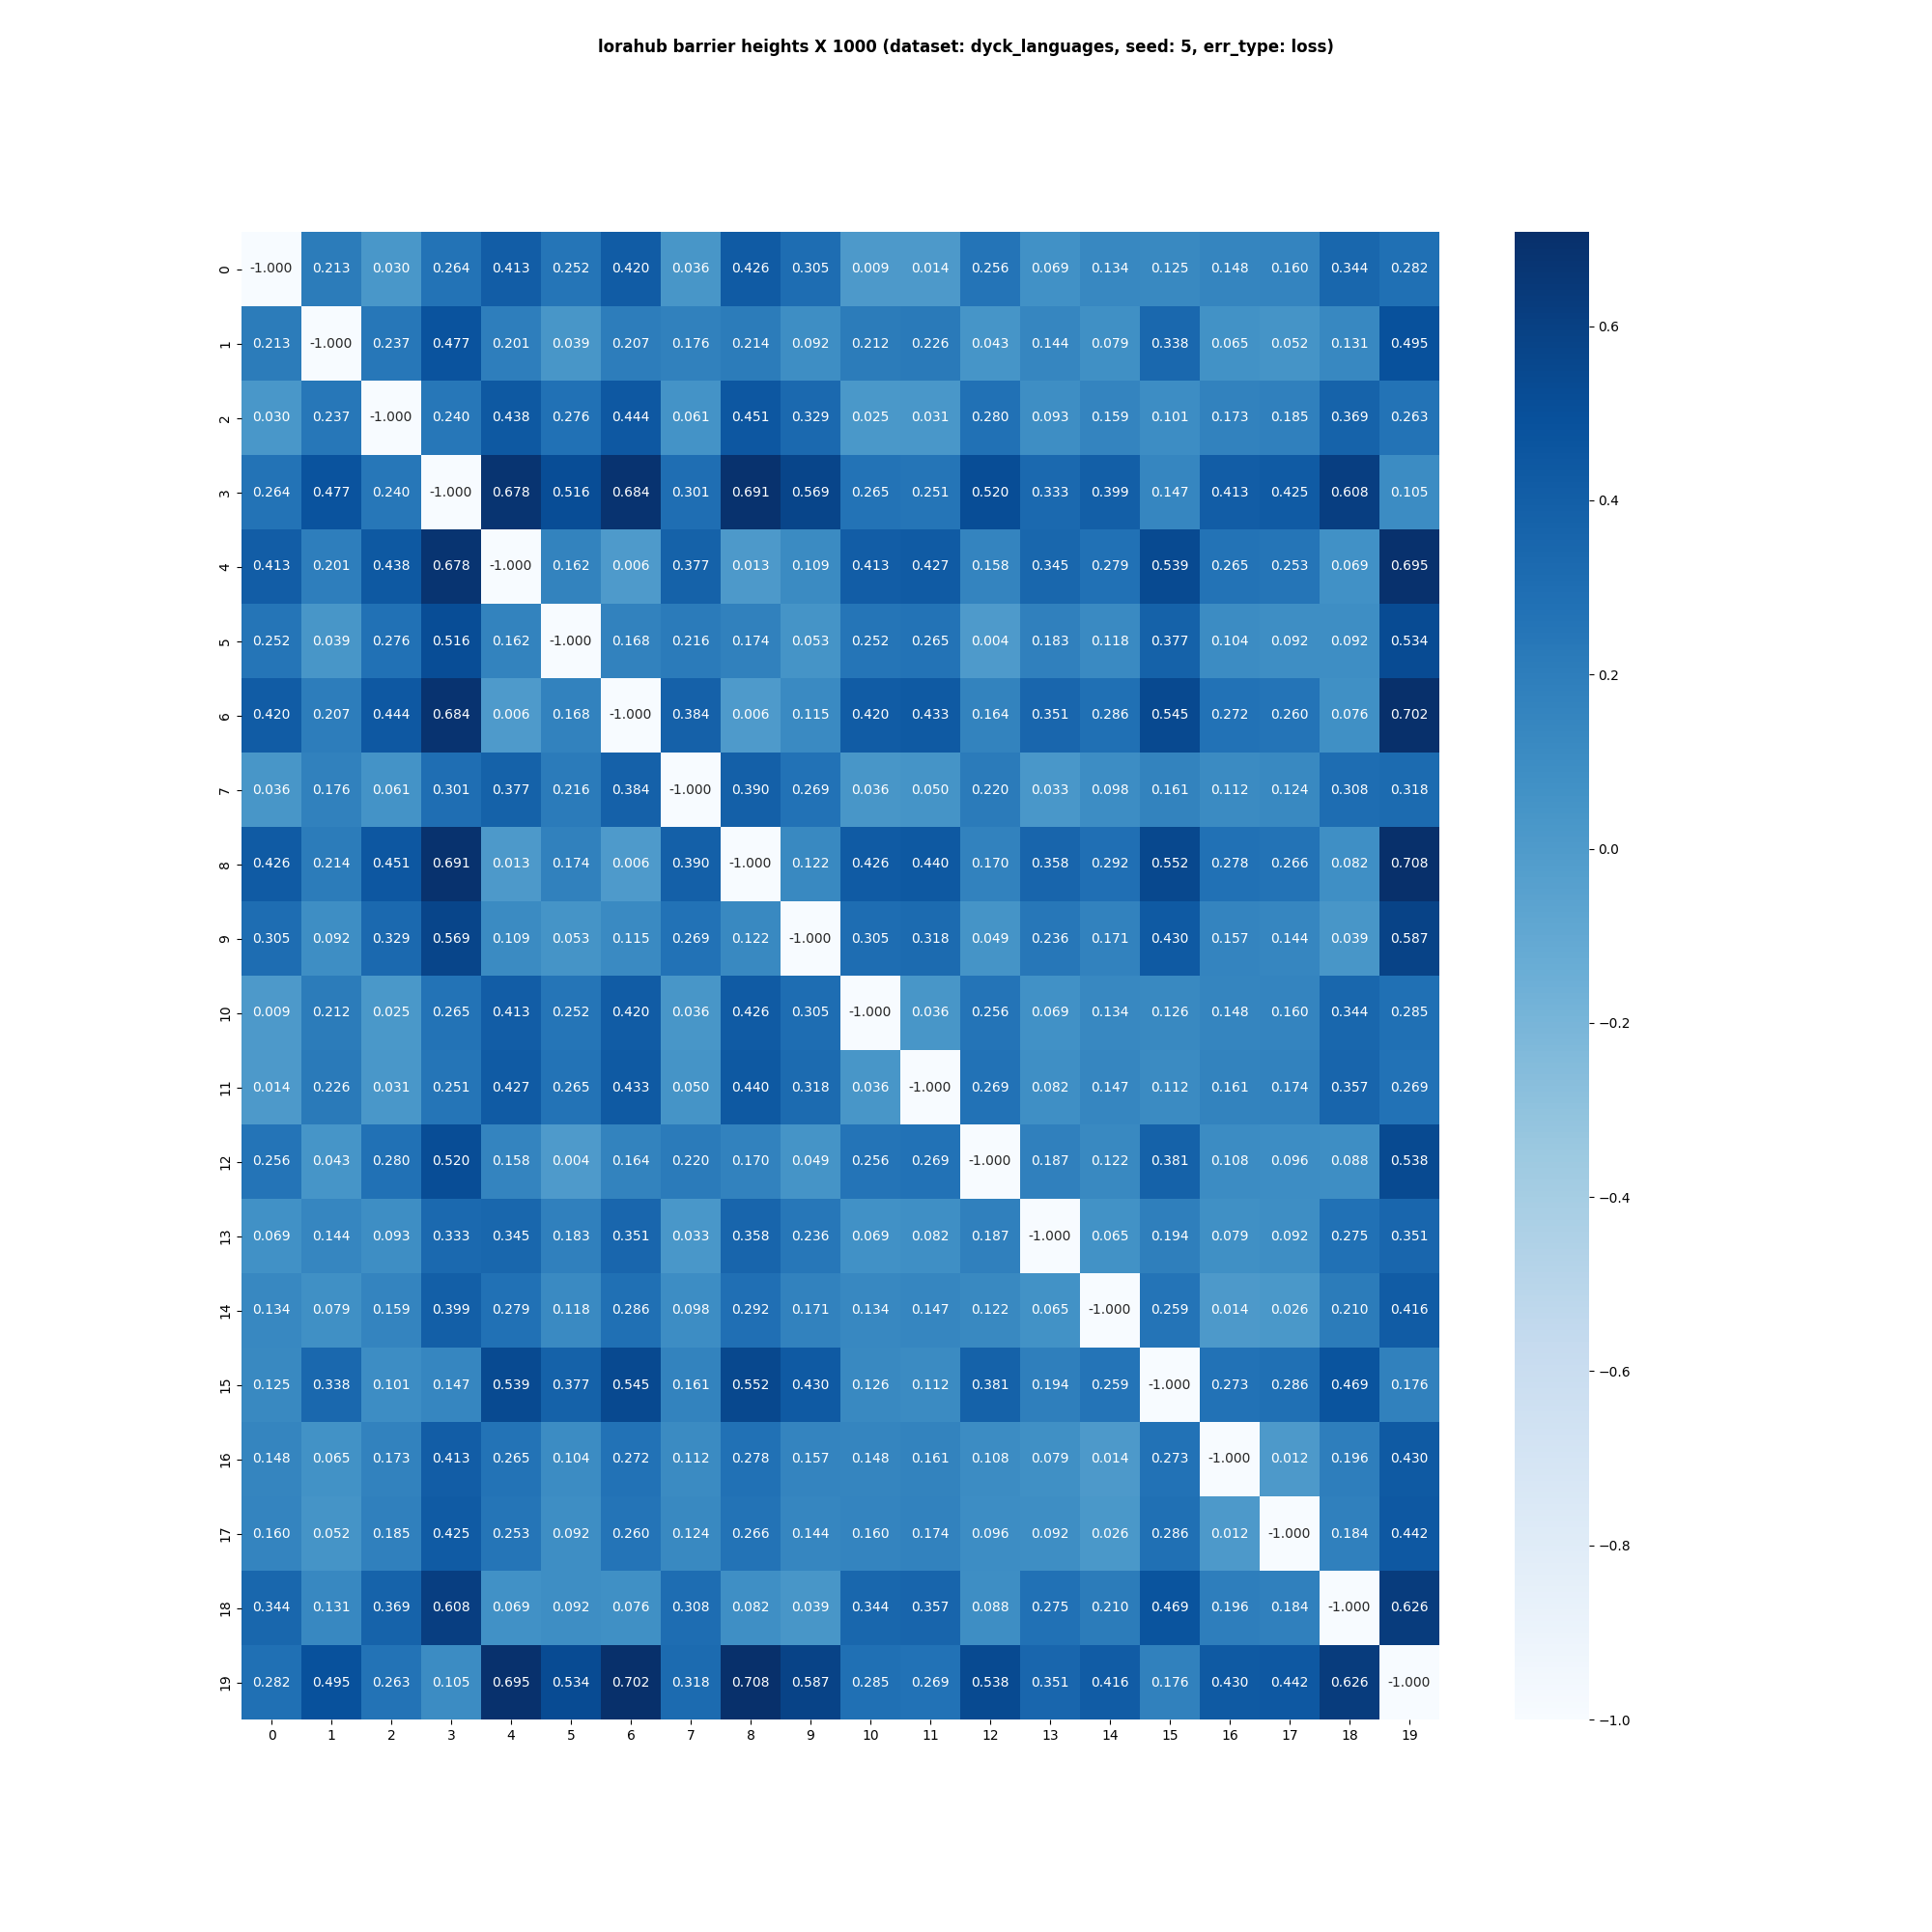 lorahub barrier heights X 1000 (dataset: dyck_languages, seed: 5, err_type: loss)
0 -1.000 0.213 0.030 0.264 0.413 0.252 0.420 0.036 0.426 0.305 0.009 0.014 0.256 0.069 0.134 0.125 0.148 0.160 0.344 0.282
1 0.213 -1.000 0.237 0.477 0.201 0.039 0.207 0.176 0.214 0.092 0.212 0.226 0.043 0.144 0.079 0.338 0.065 0.052 0.131 0.495
2 0.030 0.237 -1.000 0.240 0.438 0.276 0.444 0.061 0.451 0.329 0.025 0.031 0.280 0.093 0.159 0.101 0.173 0.185 0.369 0.263
3 0.264 0.477 0.240 -1.000 0.678 0.516 0.684 0.301 0.691 0.569 0.265 0.251 0.520 0.333 0.399 0.147 0.413 0.425 0.608 0.105
4 0.413 0.201 0.438 0.678 -1.000 0.162 0.006 0.377 0.013 0.109 0.413 0.427 0.158 0.345 0.279 0.539 0.265 0.253 0.069 0.695
5 0.252 0.039 0.276 0.516 0.162 -1.000 0.168 0.216 0.174 0.053 0.252 0.265 0.004 0.183 0.118 0.377 0.104 0.092 0.092 0.534
6 0.420 0.207 0.444 0.684 0.006 0.168 -1.000 0.384 0.006 0.115 0.420 0.433 0.164 0.351 0.286 0.545 0.272 0.260 0.076 0.702
7 0.036 0.176 0.061 0.301 0.377 0.216 0.384 -1.000 0.390 0.269 0.036 0.050 0.220 0.033 0.098 0.161 0.112 0.124 0.308 0.318
8 0.426 0.214 0.451 0.691 0.013 0.174 0.006 0.390 -1.000 0.122 0.426 0.440 0.170 0.358 0.292 0.552 0.278 0.266 0.082 0.708
9 0.305 0.092 0.329 0.569 0.109 0.053 0.115 0.269 0.122 -1.000 0.305 0.318 0.049 0.236 0.171 0.430 0.157 0.144 0.039 0.587
10 0.009 0.212 0.025 0.265 0.413 0.252 0.420 0.036 0.426 0.305 -1.000 0.036 0.256 0.069 0.134 0.126 0.148 0.160 0.344 0.285
11 0.014 0.226 0.031 0.251 0.427 0.265 0.433 0.050 0.440 0.318 0.036 -1.000 0.269 0.082 0.147 0.112 0.161 0.174 0.357 0.269
12 0.256 0.043 0.280 0.520 0.158 0.004 0.164 0.220 0.170 0.049 0.256 0.269 -1.000 0.187 0.122 0.381 0.108 0.096 0.088 0.538
13 0.069 0.144 0.093 0.333 0.345 0.183 0.351 0.033 0.358 0.236 0.069 0.082 0.187 -1.000 0.065 0.194 0.079 0.092 0.275 0.351
14 0.134 0.079 0.159 0.399 0.279 0.118 0.286 0.098 0.292 0.171 0.134 0.147 0.122 0.065 -1.000 0.259 0.014 0.026 0.210 0.416
15 0.125 0.338 0.101 0.147 0.539 0.377 0.545 0.161 0.552 0.430 0.126 0.112 0.381 0.194 0.259 -1.000 0.273 0.286 0.469 0.176
16 0.148 0.065 0.173 0.413 0.265 0.104 0.272 0.112 0.278 0.157 0.148 0.161 0.108 0.079 0.014 0.273 -1.000 0.012 0.196 0.430
17 0.160 0.052 0.185 0.425 0.253 0.092 0.260 0.124 0.266 0.144 0.160 0.174 0.096 0.092 0.026 0.286 0.012 -1.000 0.184 0.442
18 0.344 0.131 0.369 0.608 0.069 0.092 0.076 0.308 0.082 0.039 0.344 0.357 0.088 0.275 0.210 0.469 0.196 0.184 -1.000 0.626
19 0.282 0.495 0.263 0.105 0.695 0.534 0.702 0.318 0.708 0.587 0.285 0.269 0.538 0.351 0.416 0.176 0.430 0.442 0.626 -1.000
0 1 2 3 4 5 6 7 8 9 10 11 12 13 14 15 16 17 18 19
0.6
0.4
0.2
0.0
−0.2
−0.4
−0.6
−0.8
−1.0